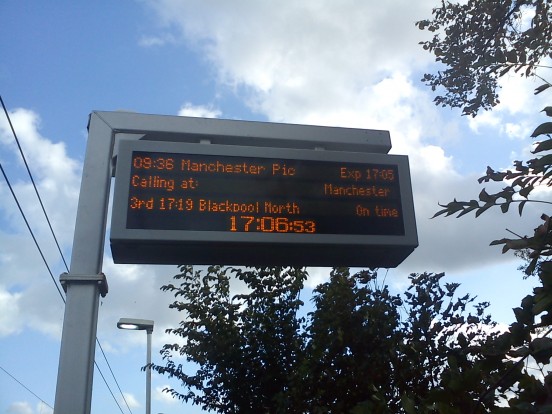 09:36 Manchester Pic Exp 17:05
Calling at: Manchester
3rd 17:19 Blackpool North On time
17:06:53